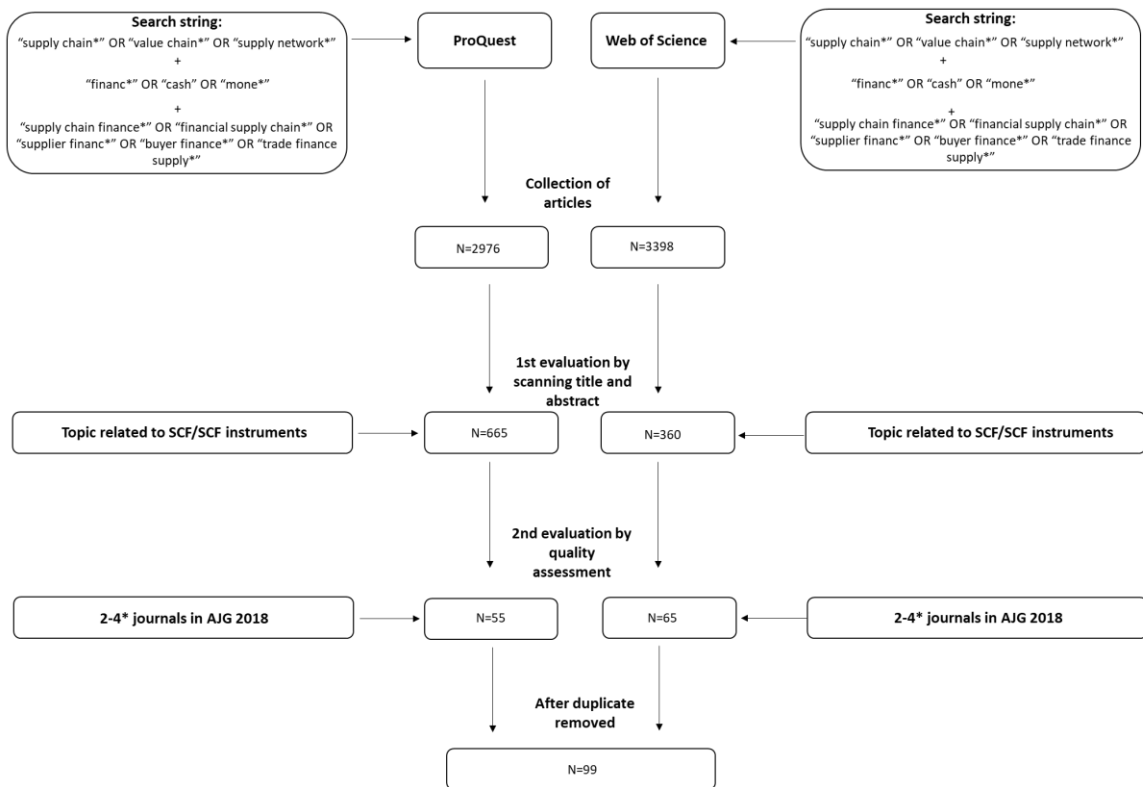 Search string:
“supply chain*” OR “value chain*” OR “supply network*”
+
“financ*” OR “cash” OR “mone*”
+
“supply chain finance*” OR “financial supply chain*” OR
“supplier financ*” OR “buyer finance*” OR “trade finance
supply*”
ProQuest
Web of Science
Search string:
“supply chain*” OR “value chain*” OR “supply network*”
+
“financ*” OR “cash” OR “mone*”
+
“supply chain finance*” OR “financial supply chain*” OR
“supplier financ*” OR “buyer finance*” OR “trade finance
supply*”
Collection of
articles
N=2976
N=3398
1st evaluation by
scanning title and
abstract
Topic related to SCF/SCF instruments
N=665
N=360
Topic related to SCF/SCF instruments
2nd evaluation by
quality
assessment
2-4* journals in AJG 2018
N=55
N=65
2-4* journals in AJG 2018
After duplicate
removed
N=99